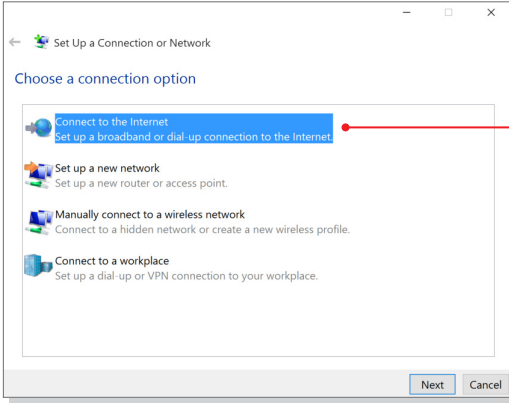 Set Up a Connection or Network
Choose a connection option
Connect to the Internet
Set up a broadband or dial-up connection to the Internet.
Set up a new network
Set up a new router or access point.
Manually connect to a wireless network
Connect to a hidden network or create a new wireless profile.
Connect to a workplace
Set up a dial-up or VPN connection to your workplace.
Next Cancel